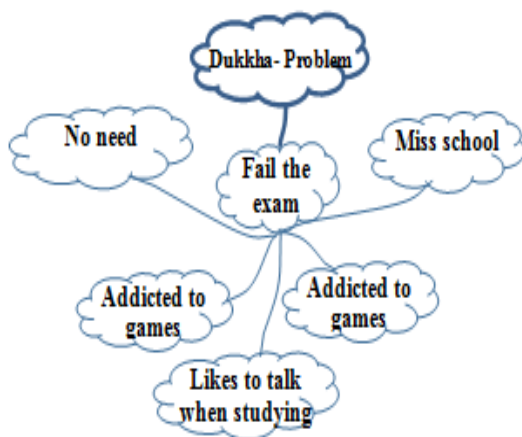 Dukkha- Problem
No need
Fail the
exam
Miss school
Addicted to
games
Addicted to
games
Likes to talk
when studying